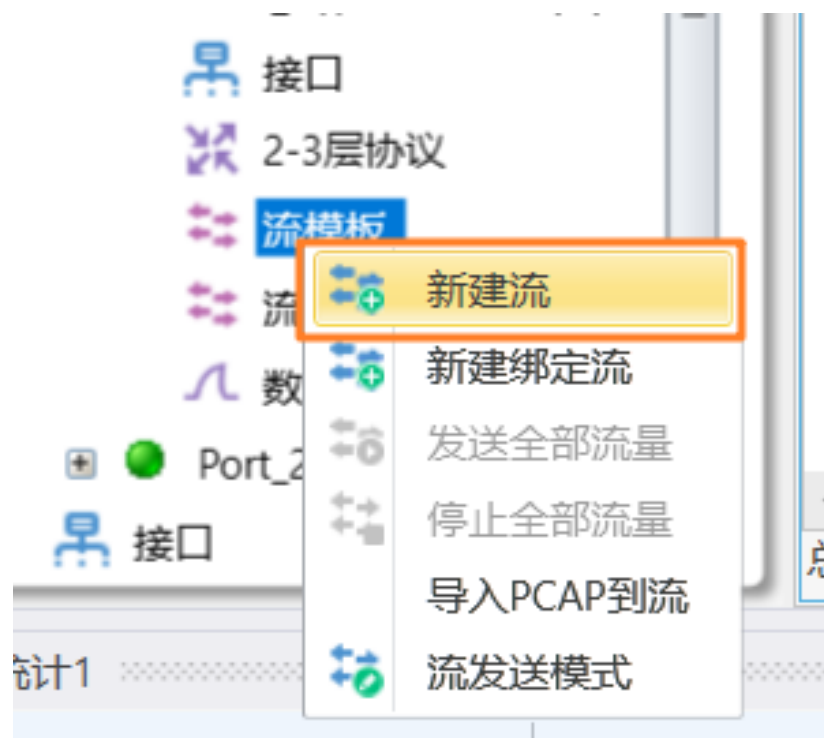 接口
2-3层协议
流模板
新建流
流
新建绑定流
数
发送全部流量
Port_2
停止全部流量
接口
导入PCAP到流
统计1
流发送模式